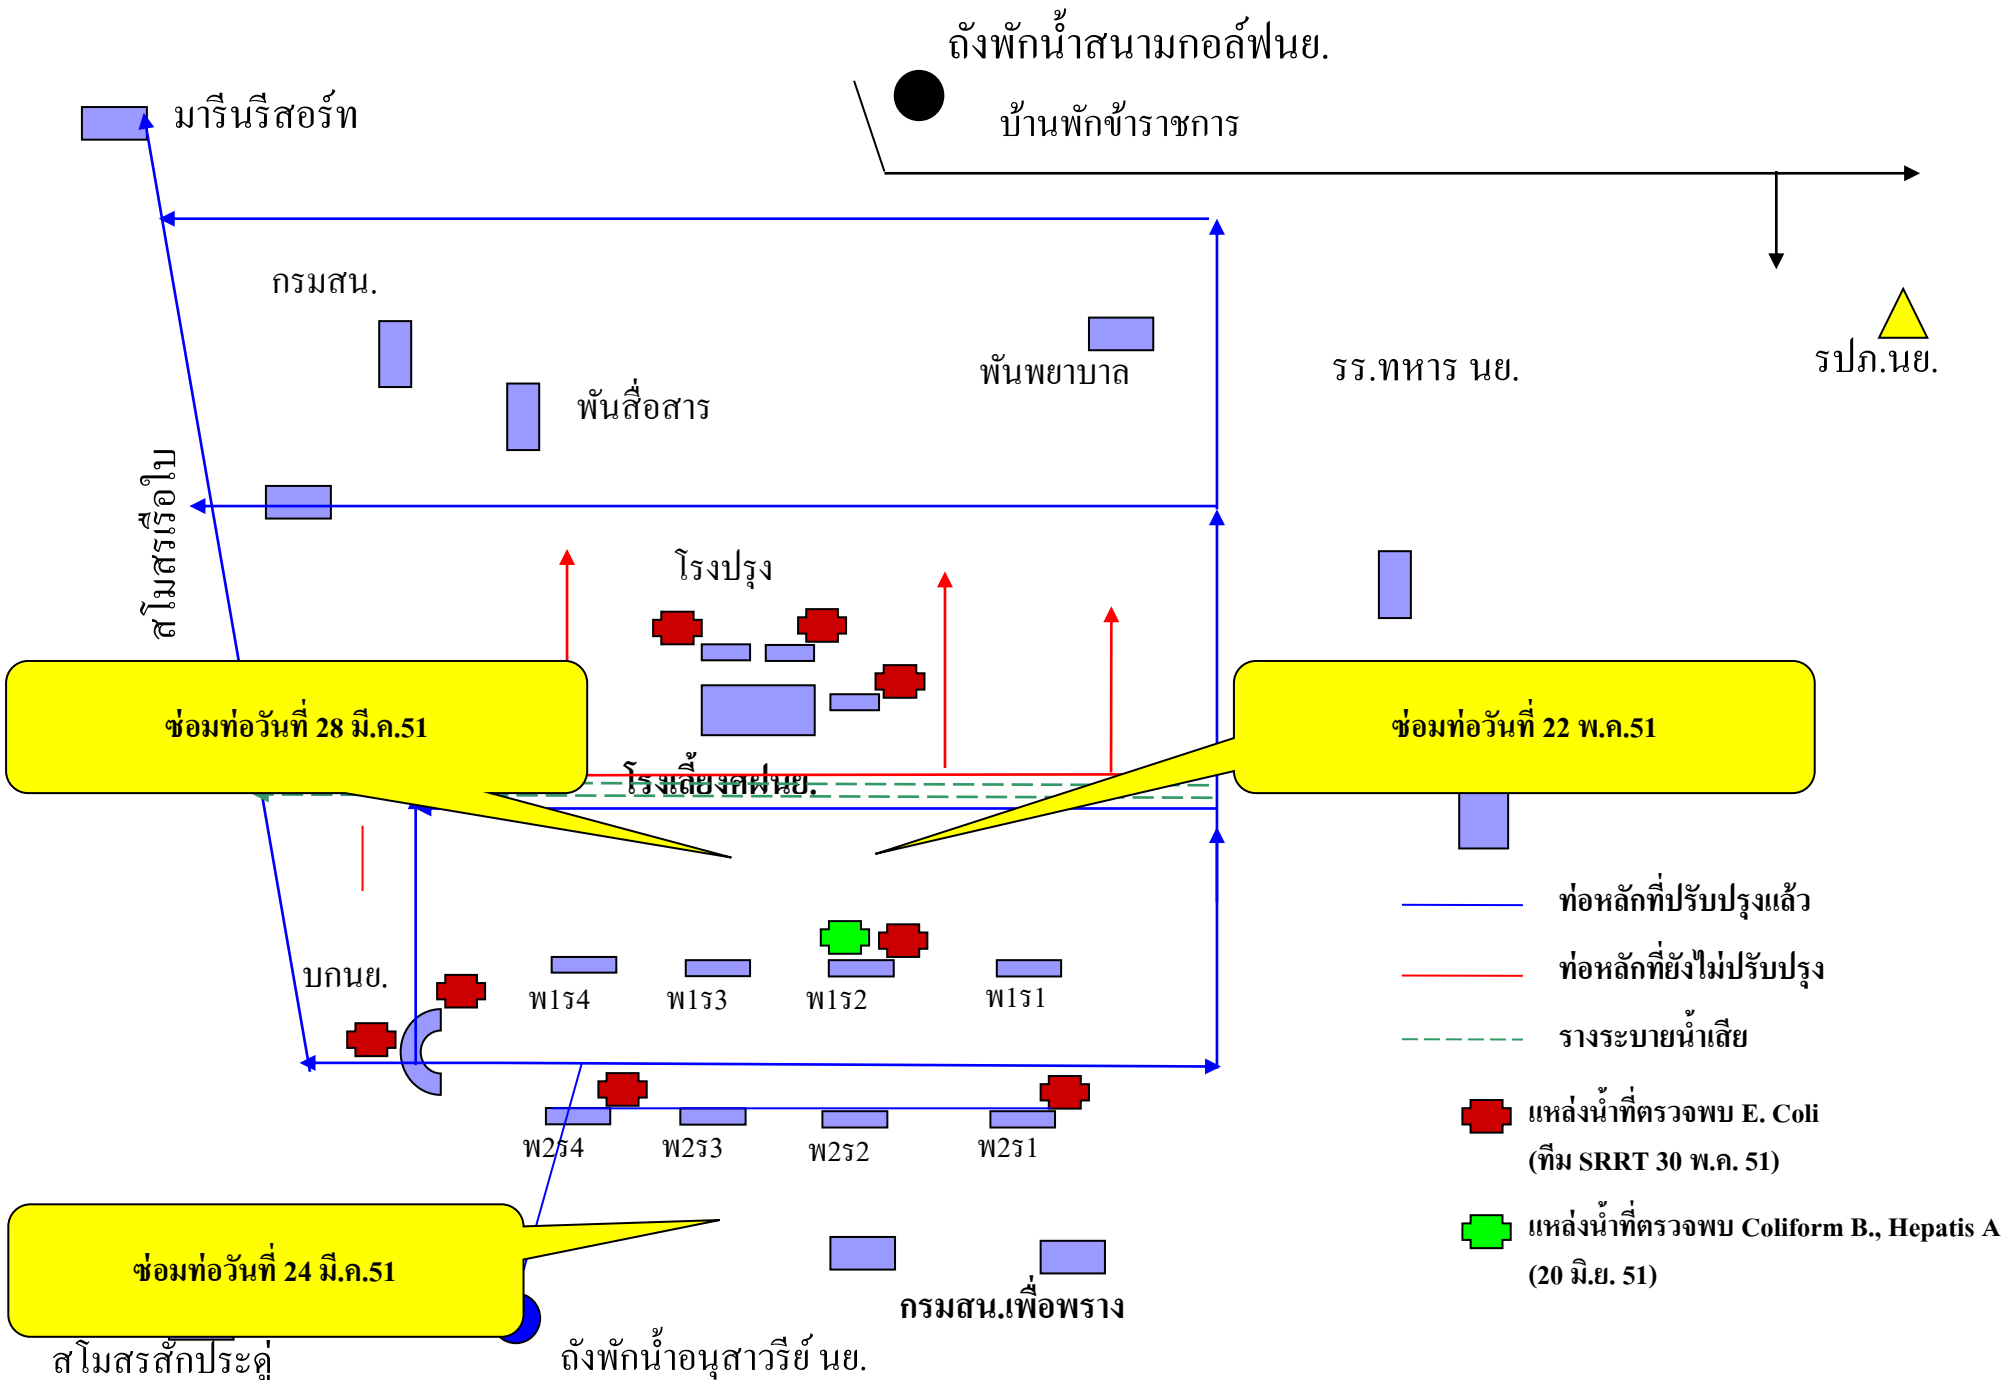 ถังพักน้ำสนามกอล์ฟนย.
มารีนรีสอร์ท
บ้านพักข้าราชการ
กรมสน.
พันสื่อสาร
พันพยาบาล
รร.ทหาร นย.
รปภ.นย.
สโมสรเรือใบ
โรงปรุง
ซ่อมท่อวันที่ 28 มี.ค.51
ซ่อมท่อวันที่ 22 พ.ค.51
โรงเลี้ยงศฝนย.
บกนย.
พ1ร4
พ1ร3
พ1ร2
พ1ร1
พ2ร4
พ2ร3
พ2ร2
พ2ร1
ท่อหลักที่ปรับปรุงแล้ว
ท่อหลักที่ยังไม่ปรับปรุง
รางระบายน้ำเสีย
แหล่งน้ำที่ตรวจพบ E. Coli
(ทีม SRRT 30 พ.ค. 51)
แหล่งน้ำที่ตรวจพบ Coliform B., Hepatis A
(20 มิ.ย. 51)
ซ่อมท่อวันที่ 24 มี.ค.51
กรมสน.เพื่อพราง
สโมสรสักประดู่
ถังพักน้ำอนุสาวรีย์ นย.